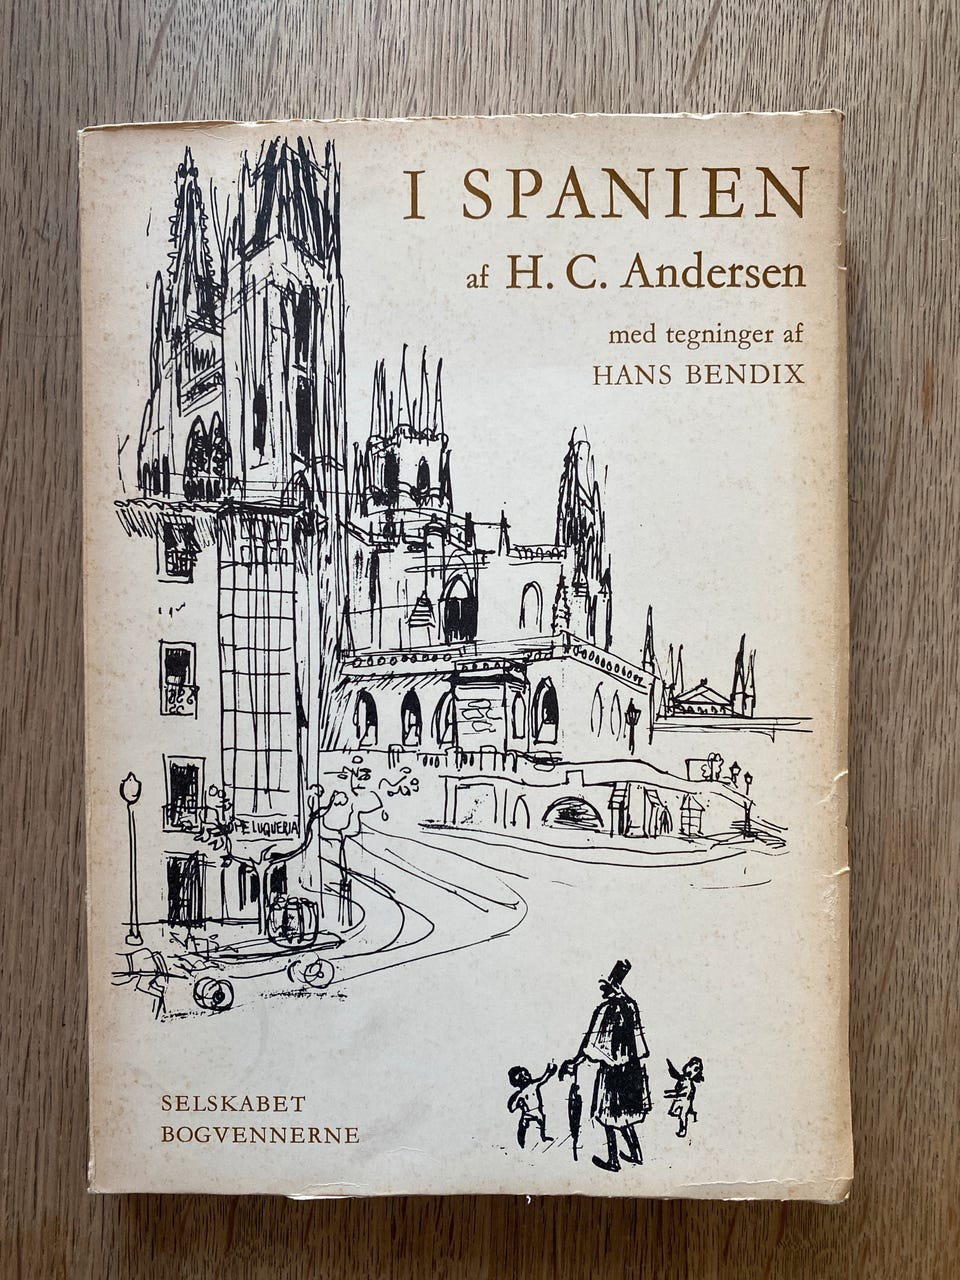 I SPANIEN
af H. C. Andersen
med tegninger af
HANS BENDIX
PELUQUERIA
SELSKABET
BOGVENNERNE